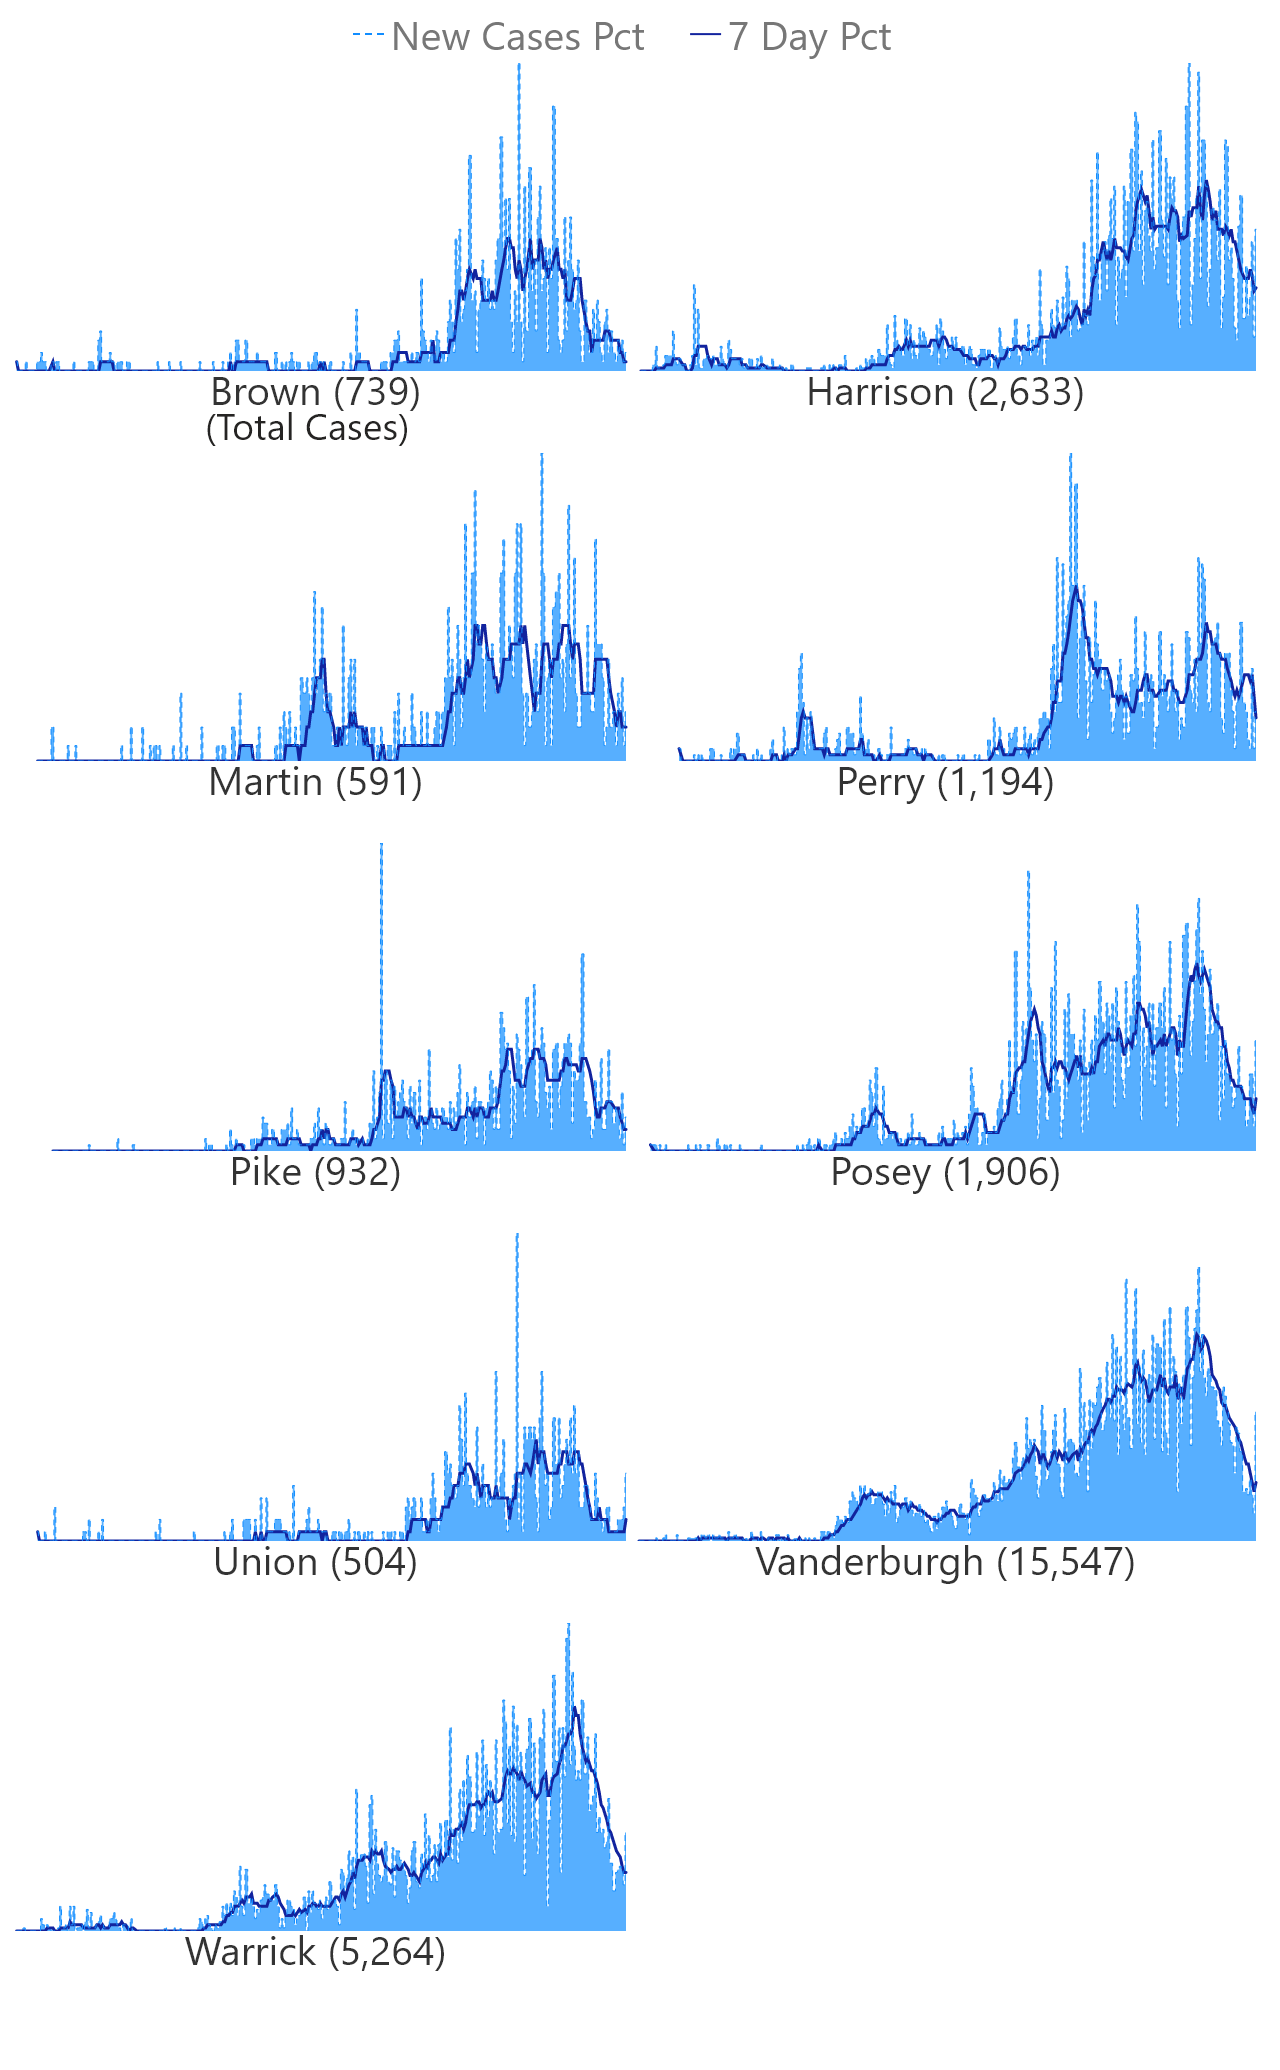 New Cases Pct 7 Day Pct
Brown (739) Harrison (2,633)
(Total Cases)
Martin (591) Perry (1,194)
Pike (932) Posey (1,906)
Union (504) Vanderburgh (15,547)
Warrick (5,264)